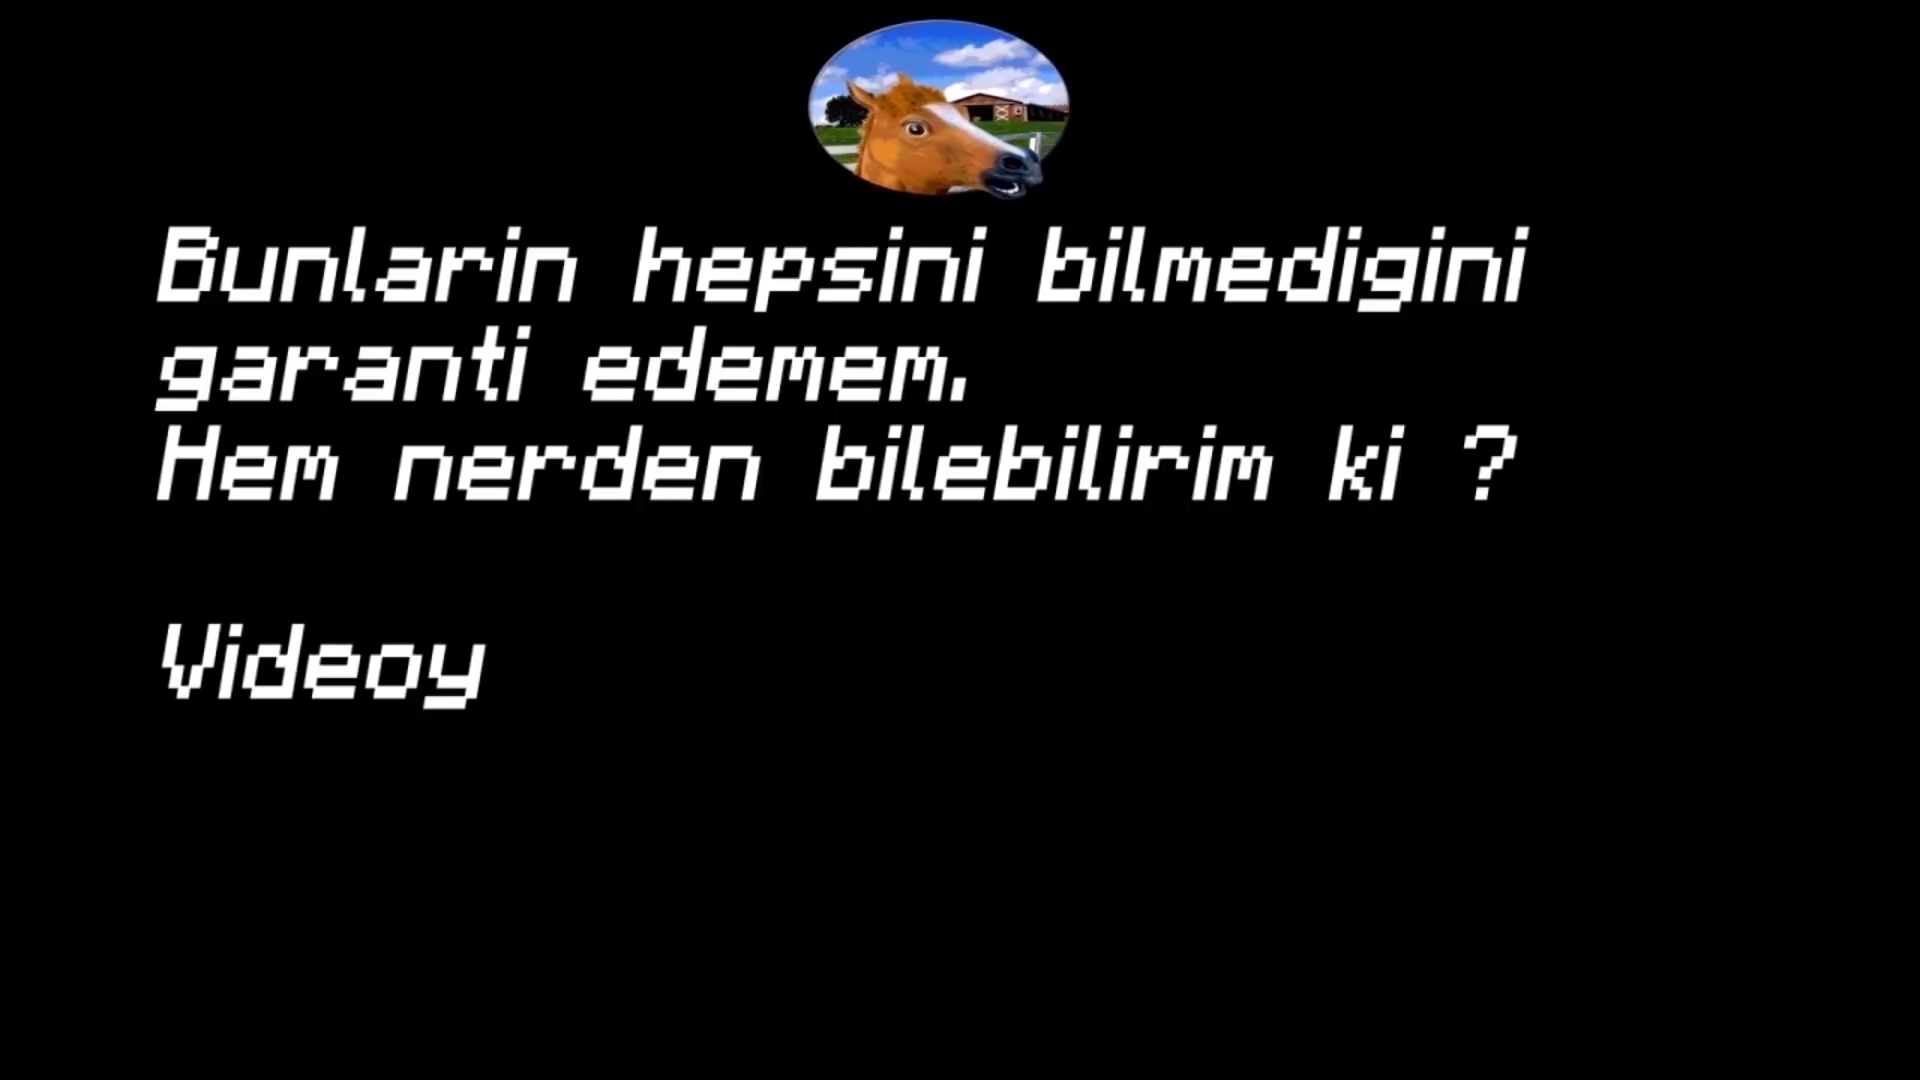 Bunlarin hepsini bilmedigini
garanti edemem,
Hem nerden bilebilirim ki ?
Videoy